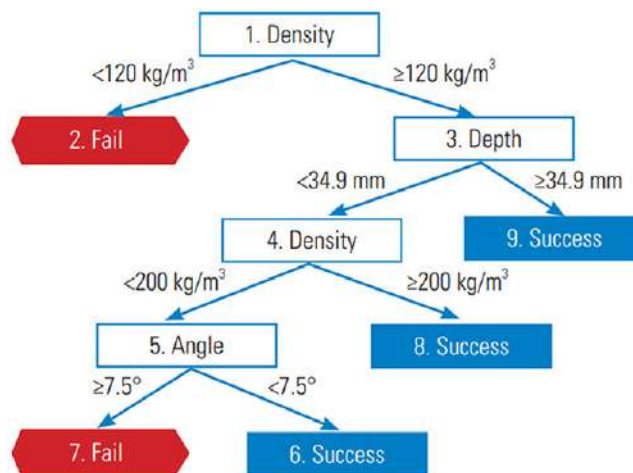 1. Density
<120 kg/m³
≥120 kg/m³
2. Fail
3. Depth
<34.9 mm
≥34.9 mm
4. Density
9. Success
<200 kg/m³
≥200 kg/m³
5. Angle
8. Success
≥7.5°
<7.5°
7. Fail
6. Success